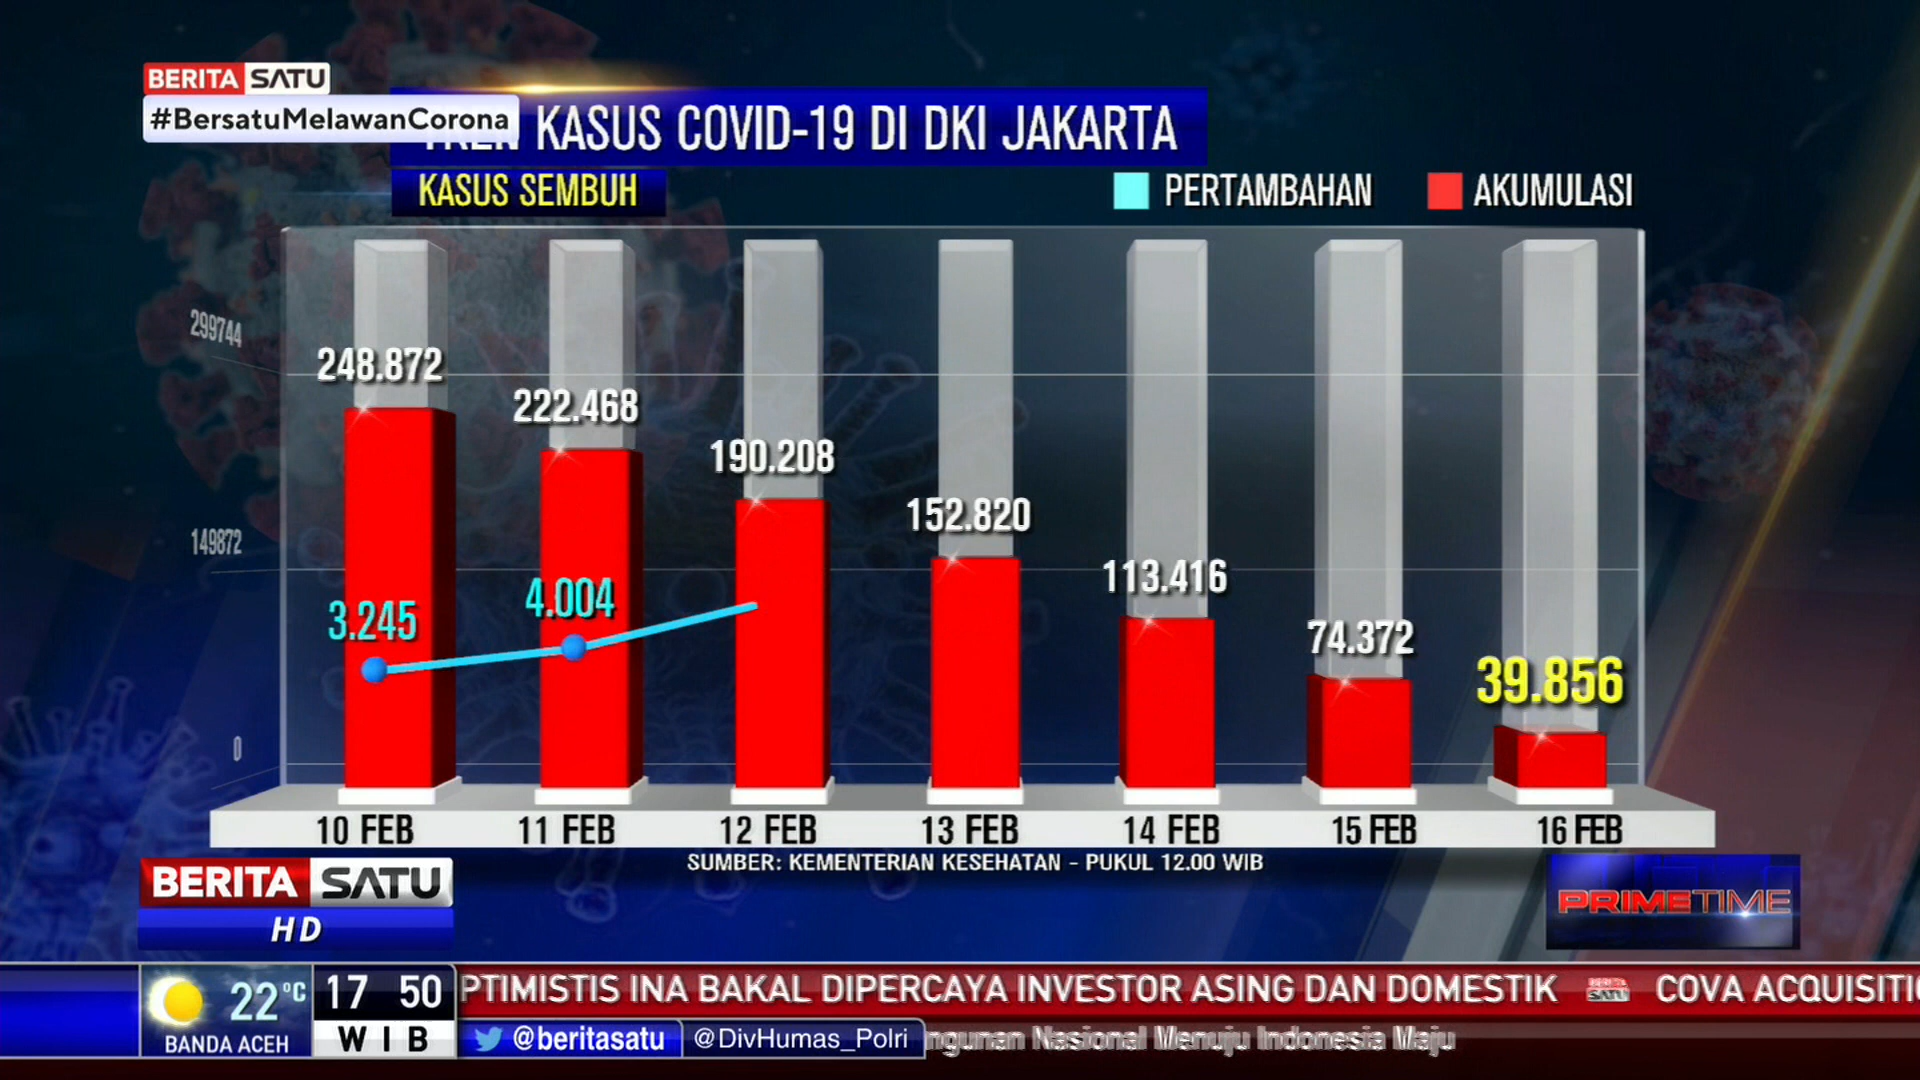 BERITA SATU
#BersatuMelawanCorona
TREN KASUS COVID-19 DI DKI JAKARTA
KASUS SEMBUH
PERTAMBAHAN
AKUMULASI
299744
149872
0
248.872
222.468
190.208
152.820
113.416
74.372
39.856
3.245
4.004
10 FEB
11 FEB
12 FEB
13 FEB
14 FEB
15 FEB
16 FEB
SUMBER: KEMENTERIAN KESEHATAN - PUKUL 12.00 WIB
BERITA SATU
HD
PRIMETIME
22°C
BANDA ACEH
17 50
WIB
PTIMISTIS INA BAKAL DIPERCAYA INVESTOR ASING DAN DOMESTIK BERITA SATU COVA ACQUISITI
@beritasatu
@DivHumas_Polri
ngunan Nasional Menuju Indonesia Maju